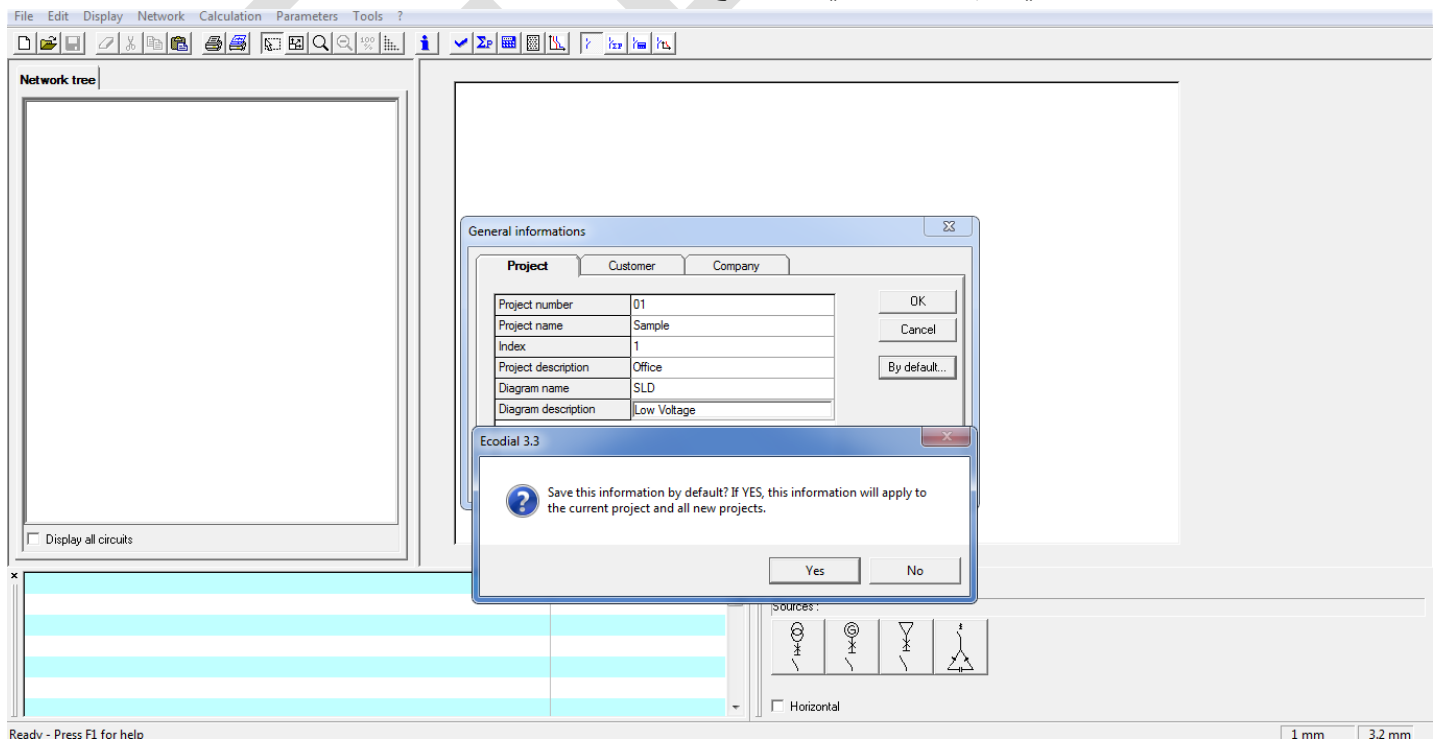 File Edit Display Network Calculation Parameters Tools ?
Network tree
General informations
Project Customer Company
Project number 01
OK
Project name Sample
Cancel
Index 1
Project description Office
By default...
Diagram name SLD
Diagram description Low Voltage
Ecodial 3.3
Save this information by default? If YES, this information will apply to
the current project and all new projects.
Yes No
Display all circuits
Sources :
Horizontal
Ready - Press F1 for help
1 mm 3.2 mm